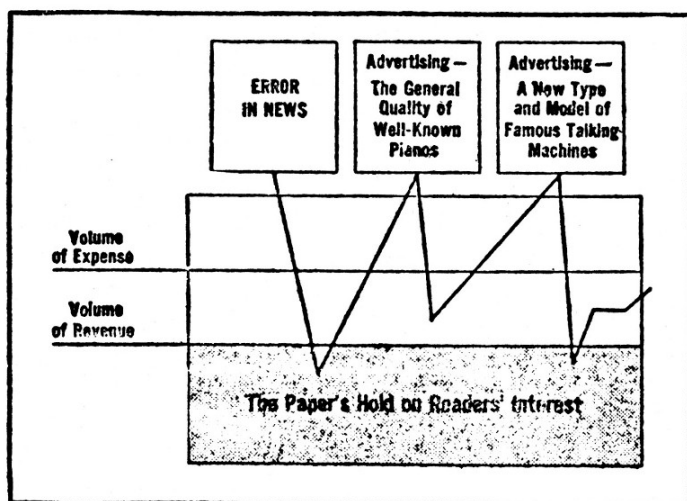 ERROR
IN NEWS
Advertising—
The General
Quality of
Well-Known
Pianos
Advertising—
A New Type
and Model of
Famous Talking
Machines
Volume
of Expense
Volume
of Revenue
The Paper's Hold on Readers' Interest